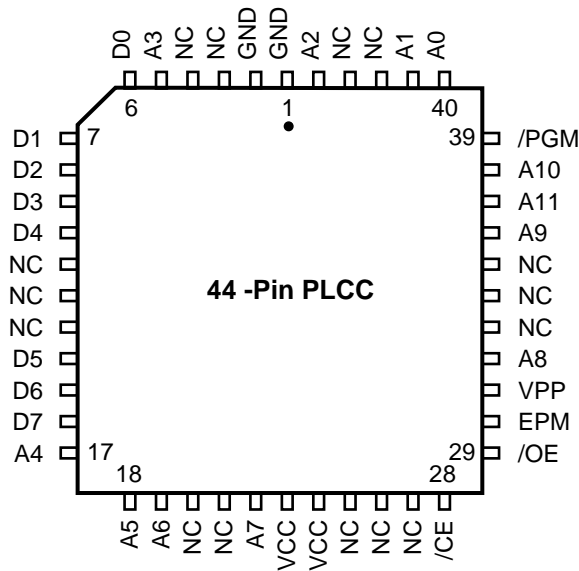 D0 A3 NC NC GND GND A2 NC NC A1 A0
6 1 40
D1 7 39 /PGM
D2 A10
D3 A11
D4 A9
NC NC
NC 44 -Pin PLCC NC
NC NC
D5 A8
D6 VPP
D7 EPM
A4 17 29 /OE
18 28
A5 A6 NC NC A7 VCC VCC NC NC NC /CE